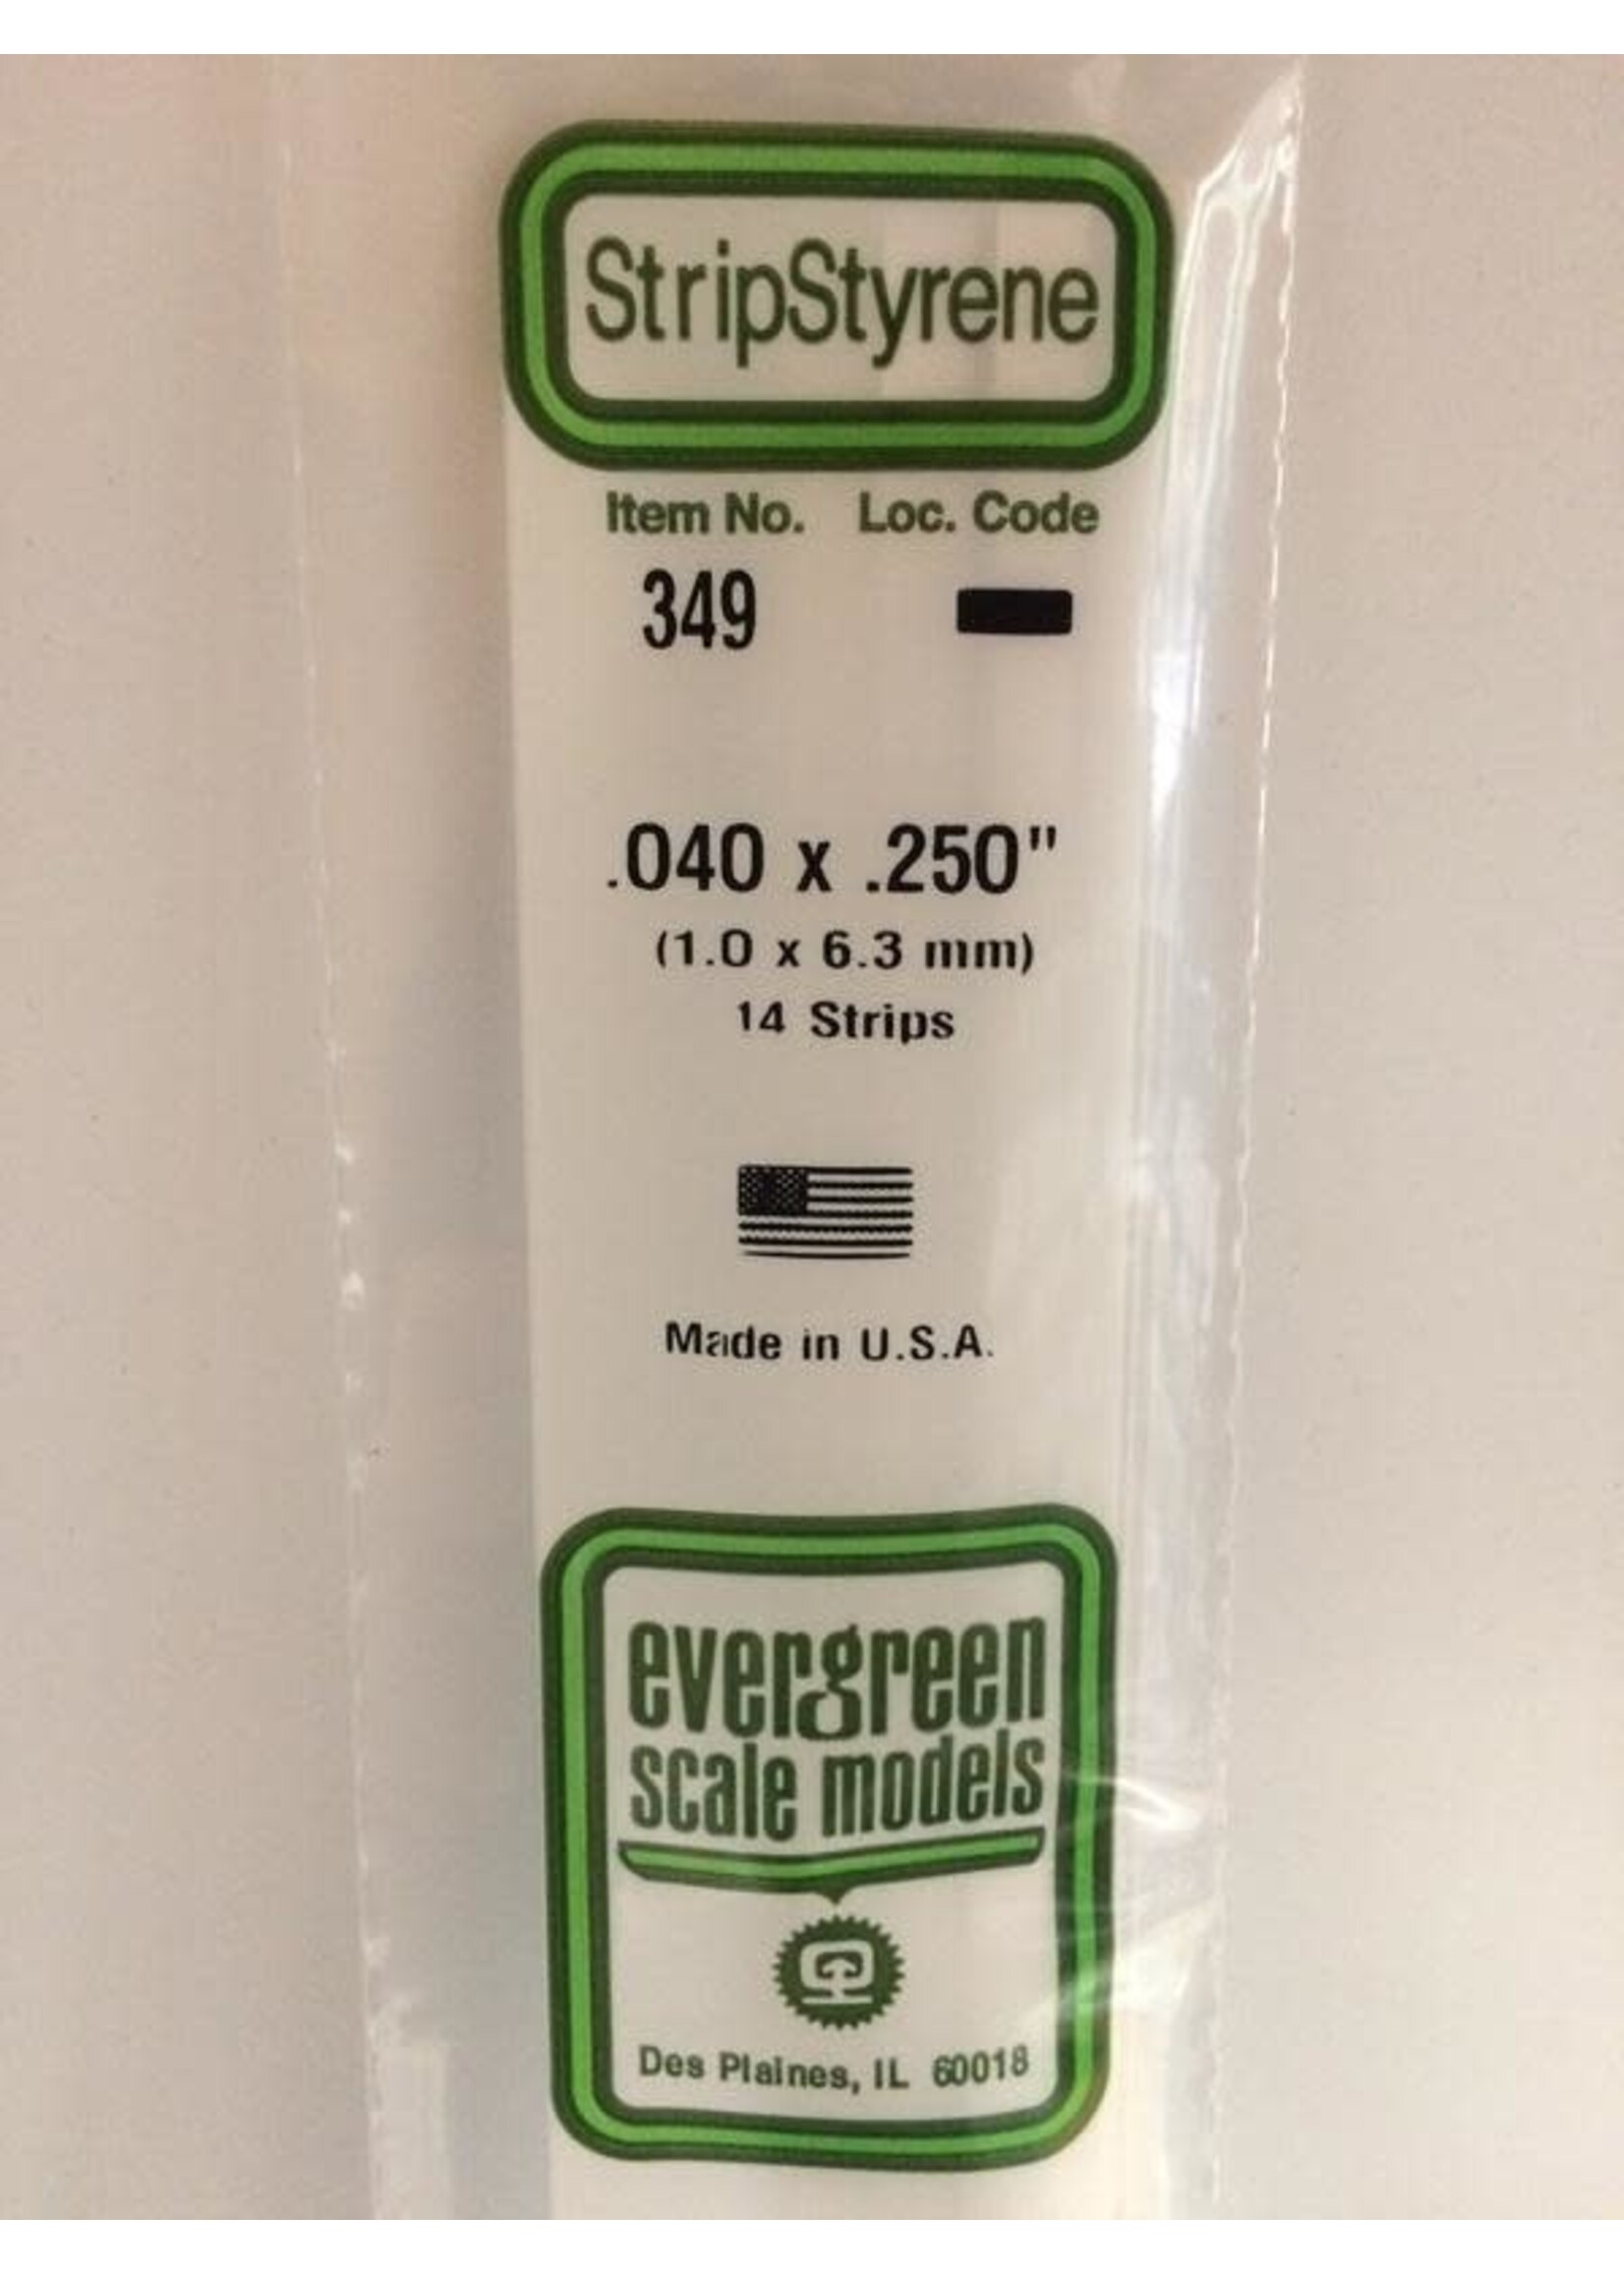 StripStyrene
Item No. Loc. Code
349
.040 x .250"
(1.0 x 6.3 mm)
14 Strips
Made in U.S.A.
evergreen
scale models
Des Plaines, IL 60018